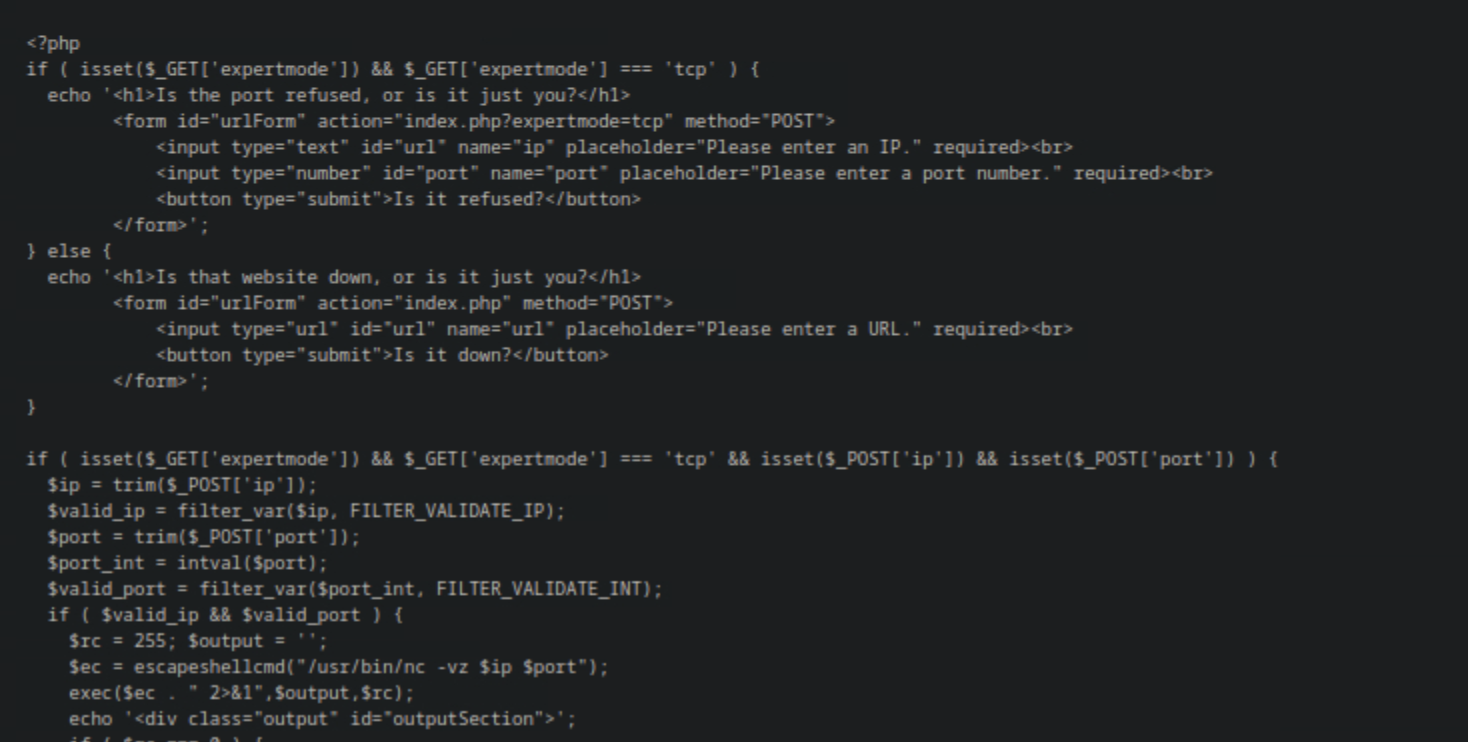 <?php
if ( isset($_GET['expertmode']) && $_GET['expertmode'] === 'tcp' ) {
  echo '<h1>Is the port refused, or is it just you?</h1>
        <form id="urlForm" action="index.php?expertmode=tcp" method="POST">
            <input type="text" id="url" name="ip" placeholder="Please enter an IP." required><br>
            <input type="number" id="port" name="port" placeholder="Please enter a port number." required><br>
            <button type="submit">Is it refused?</button>
        </form>';
} else {
  echo '<h1>Is that website down, or is it just you?</h1>
        <form id="urlForm" action="index.php" method="POST">
            <input type="url" id="url" name="url" placeholder="Please enter a URL." required><br>
            <button type="submit">Is it down?</button>
        </form>';
}

if ( isset($_GET['expertmode']) && $_GET['expertmode'] === 'tcp' && isset($_POST['ip']) && isset($_POST['port']) ) {
  $ip = trim($_POST['ip']);
  $valid_ip = filter_var($ip, FILTER_VALIDATE_IP);
  $port = trim($_POST['port']);
  $port_int = intval($port);
  $valid_port = filter_var($port_int, FILTER_VALIDATE_INT);
  if ( $valid_ip && $valid_port ) {
    $rc = 255; $output = '';
    $ec = escapeshellcmd("/usr/bin/nc -vz $ip $port");
    exec($ec . " 2>&1",$output,$rc);
    echo '<div class="output" id="outputSection">';